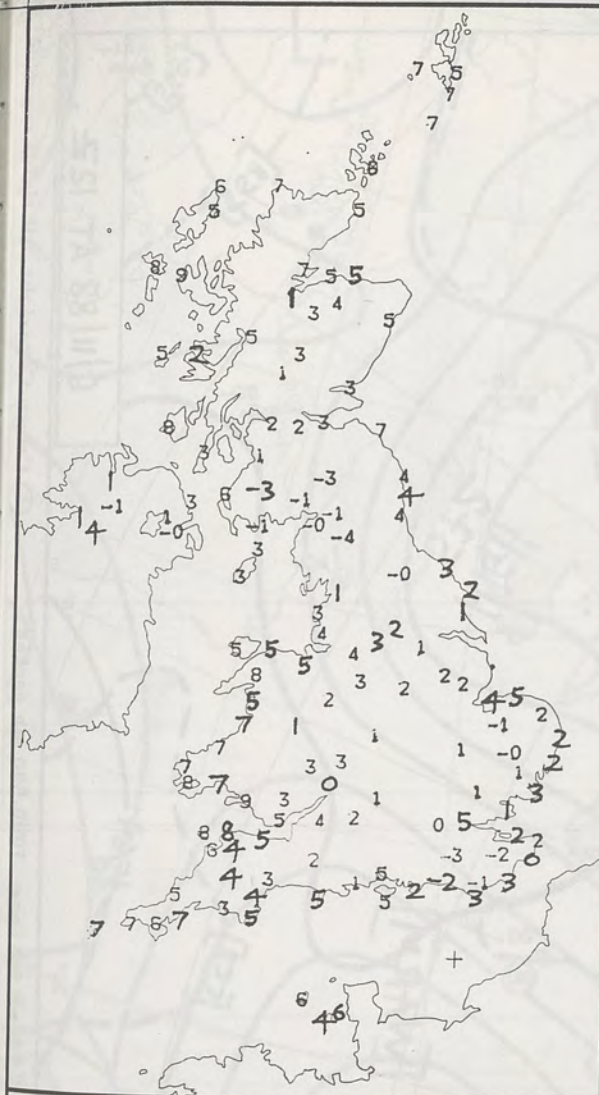 7 5
7
7
8
6 7
5 5
8 9 7 5 5
1 3 4
5
5 2 5 3
1
3
8 2 2 3 7
3 1
-3 4
1 -1 3 6 -3 -1 4
1 4 1 -0 -1 -0 -1 4
-4
3 3 -0 3
1 2
3 1
4 2
5 5 5 4 3 1
8 3 2 3 2
5 2 4 5
7 1 1 -1 2
7 1 -0 2
7 3 3 1 2
8 7 0
9 3 1 1 3
5 4 2 0 5 1
8 8 5 2 2
3 4 2 -3 -2 0
4 3 1 5 -2 -1 3
5 4 5 5 2 3
7 7 6 7 3 5
6
4 6